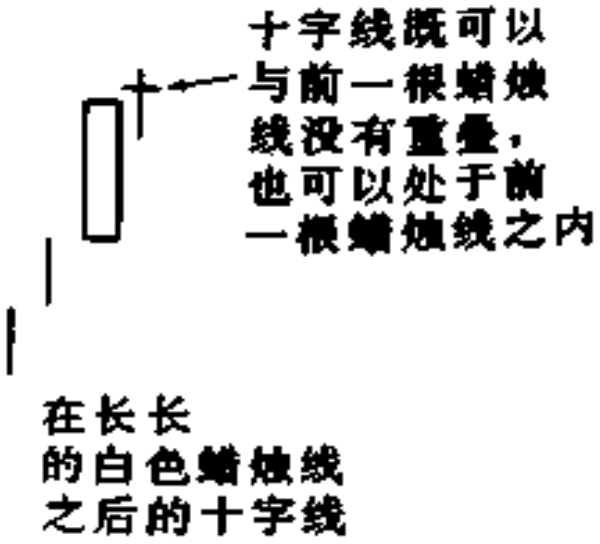 十字线既可以
与前一根蜡烛
线没有重叠，
也可以处于前
一根蜡烛线之内
在长长
的白色蜡烛线
之后的十字线